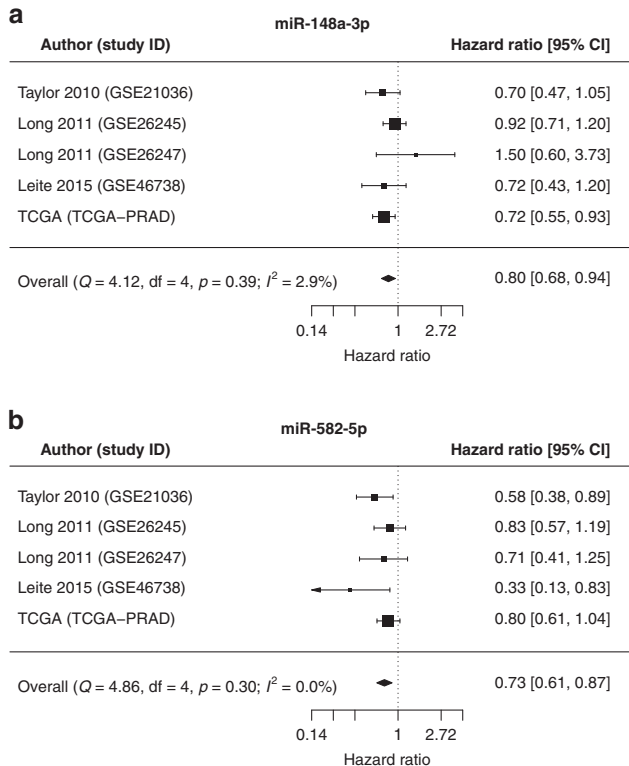 a
miR-148a-3p
Author (study ID) Hazard ratio [95% CI]
Taylor 2010 (GSE21036) 0.70 [0.47, 1.05]
Long 2011 (GSE26245) 0.92 [0.71, 1.20]
Long 2011 (GSE26247) 1.50 [0.60, 3.73]
Leite 2015 (GSE46738) 0.72 [0.43, 1.20]
TCGA (TCGA−PRAD) 0.72 [0.55, 0.93]
Overall (Q = 4.12, df = 4, p = 0.39; I² = 2.9%) 0.80 [0.68, 0.94]
0.14 1 2.72
Hazard ratio
b
miR-582-5p
Author (study ID) Hazard ratio [95% CI]
Taylor 2010 (GSE21036) 0.58 [0.38, 0.89]
Long 2011 (GSE26245) 0.83 [0.57, 1.19]
Long 2011 (GSE26247) 0.71 [0.41, 1.25]
Leite 2015 (GSE46738) 0.33 [0.13, 0.83]
TCGA (TCGA−PRAD) 0.80 [0.61, 1.04]
Overall (Q = 4.86, df = 4, p = 0.30; I² = 0.0%) 0.73 [0.61, 0.87]
0.14 1 2.72
Hazard ratio